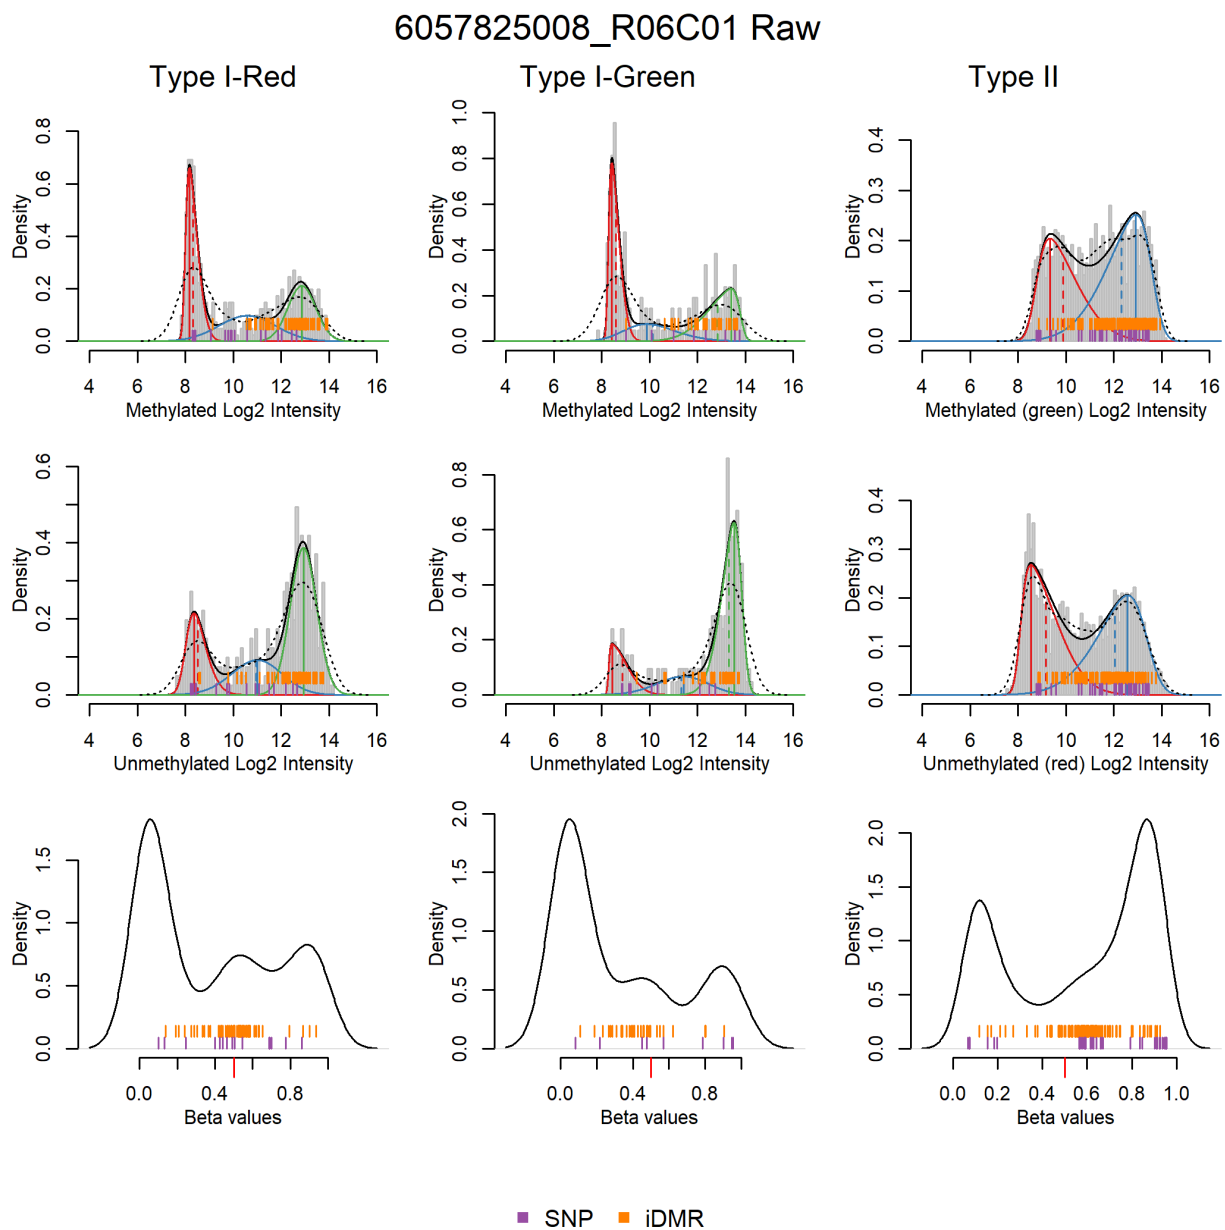 6057825008_R06C01 Raw
Type I-Red Type I-Green Type II
Density
0.0 0.2 0.4 0.6 0.8
4 6 8 10 12 14 16
Methylated Log2 Intensity
Density
0.0 0.2 0.4 0.6 0.8 1.0
4 6 8 10 12 14 16
Methylated Log2 Intensity
Density
0.0 0.1 0.2 0.3 0.4
4 6 8 10 12 14 16
Methylated (green) Log2 Intensity
Density
0.0 0.2 0.4 0.6
4 6 8 10 12 14 16
Unmethylated Log2 Intensity
Density
0.0 0.2 0.4 0.6 0.8
4 6 8 10 12 14 16
Unmethylated Log2 Intensity
Density
0.0 0.1 0.2 0.3 0.4
4 6 8 10 12 14 16
Unmethylated (red) Log2 Intensity
Density
0.0 0.5 1.0 1.5
0.0 0.4 0.8
Beta values
Density
0.0 0.5 1.0 1.5 2.0
0.0 0.4 0.8
Beta values
Density
0.0 0.5 1.0 1.5 2.0
0.0 0.2 0.4 0.6 0.8 1.0
Beta values
SNP iDMR